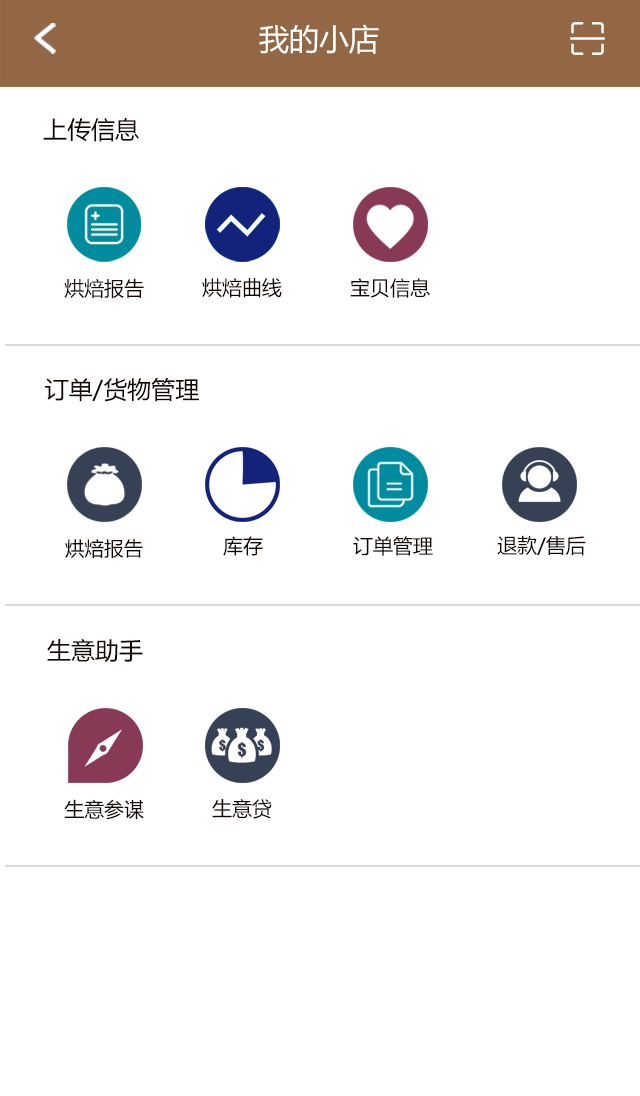 我的小店
上传信息
烘焙报告 烘焙曲线 宝贝信息
订单/货物管理
烘焙报告 库存 订单管理 退款/售后
生意助手
生意参谋 生意贷